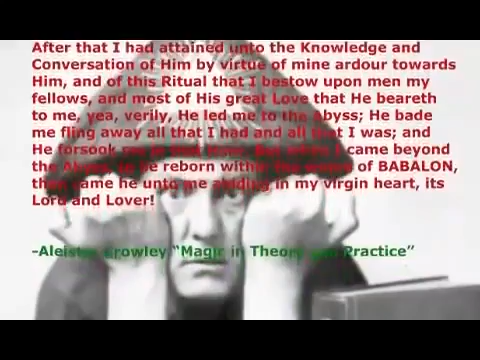 After that I had attained unto the Knowledge and
Conversation of Him by virtue of mine ardour towards
Him, and of this Ritual that I bestow upon men my
fellows, and most of His great Love that He beareth
to me, yea, verily, He led me to the Abyss; He bade
me fling away all that I had and all that I was; and
He forsook me in that Hour. But when I came beyond
the Abyss, to be reborn within the womb of BABALON,
then came he unto me abiding in my virgin heart, its
Lord and Lover!
-Aleister Crowley “Magic in Theory and Practice”